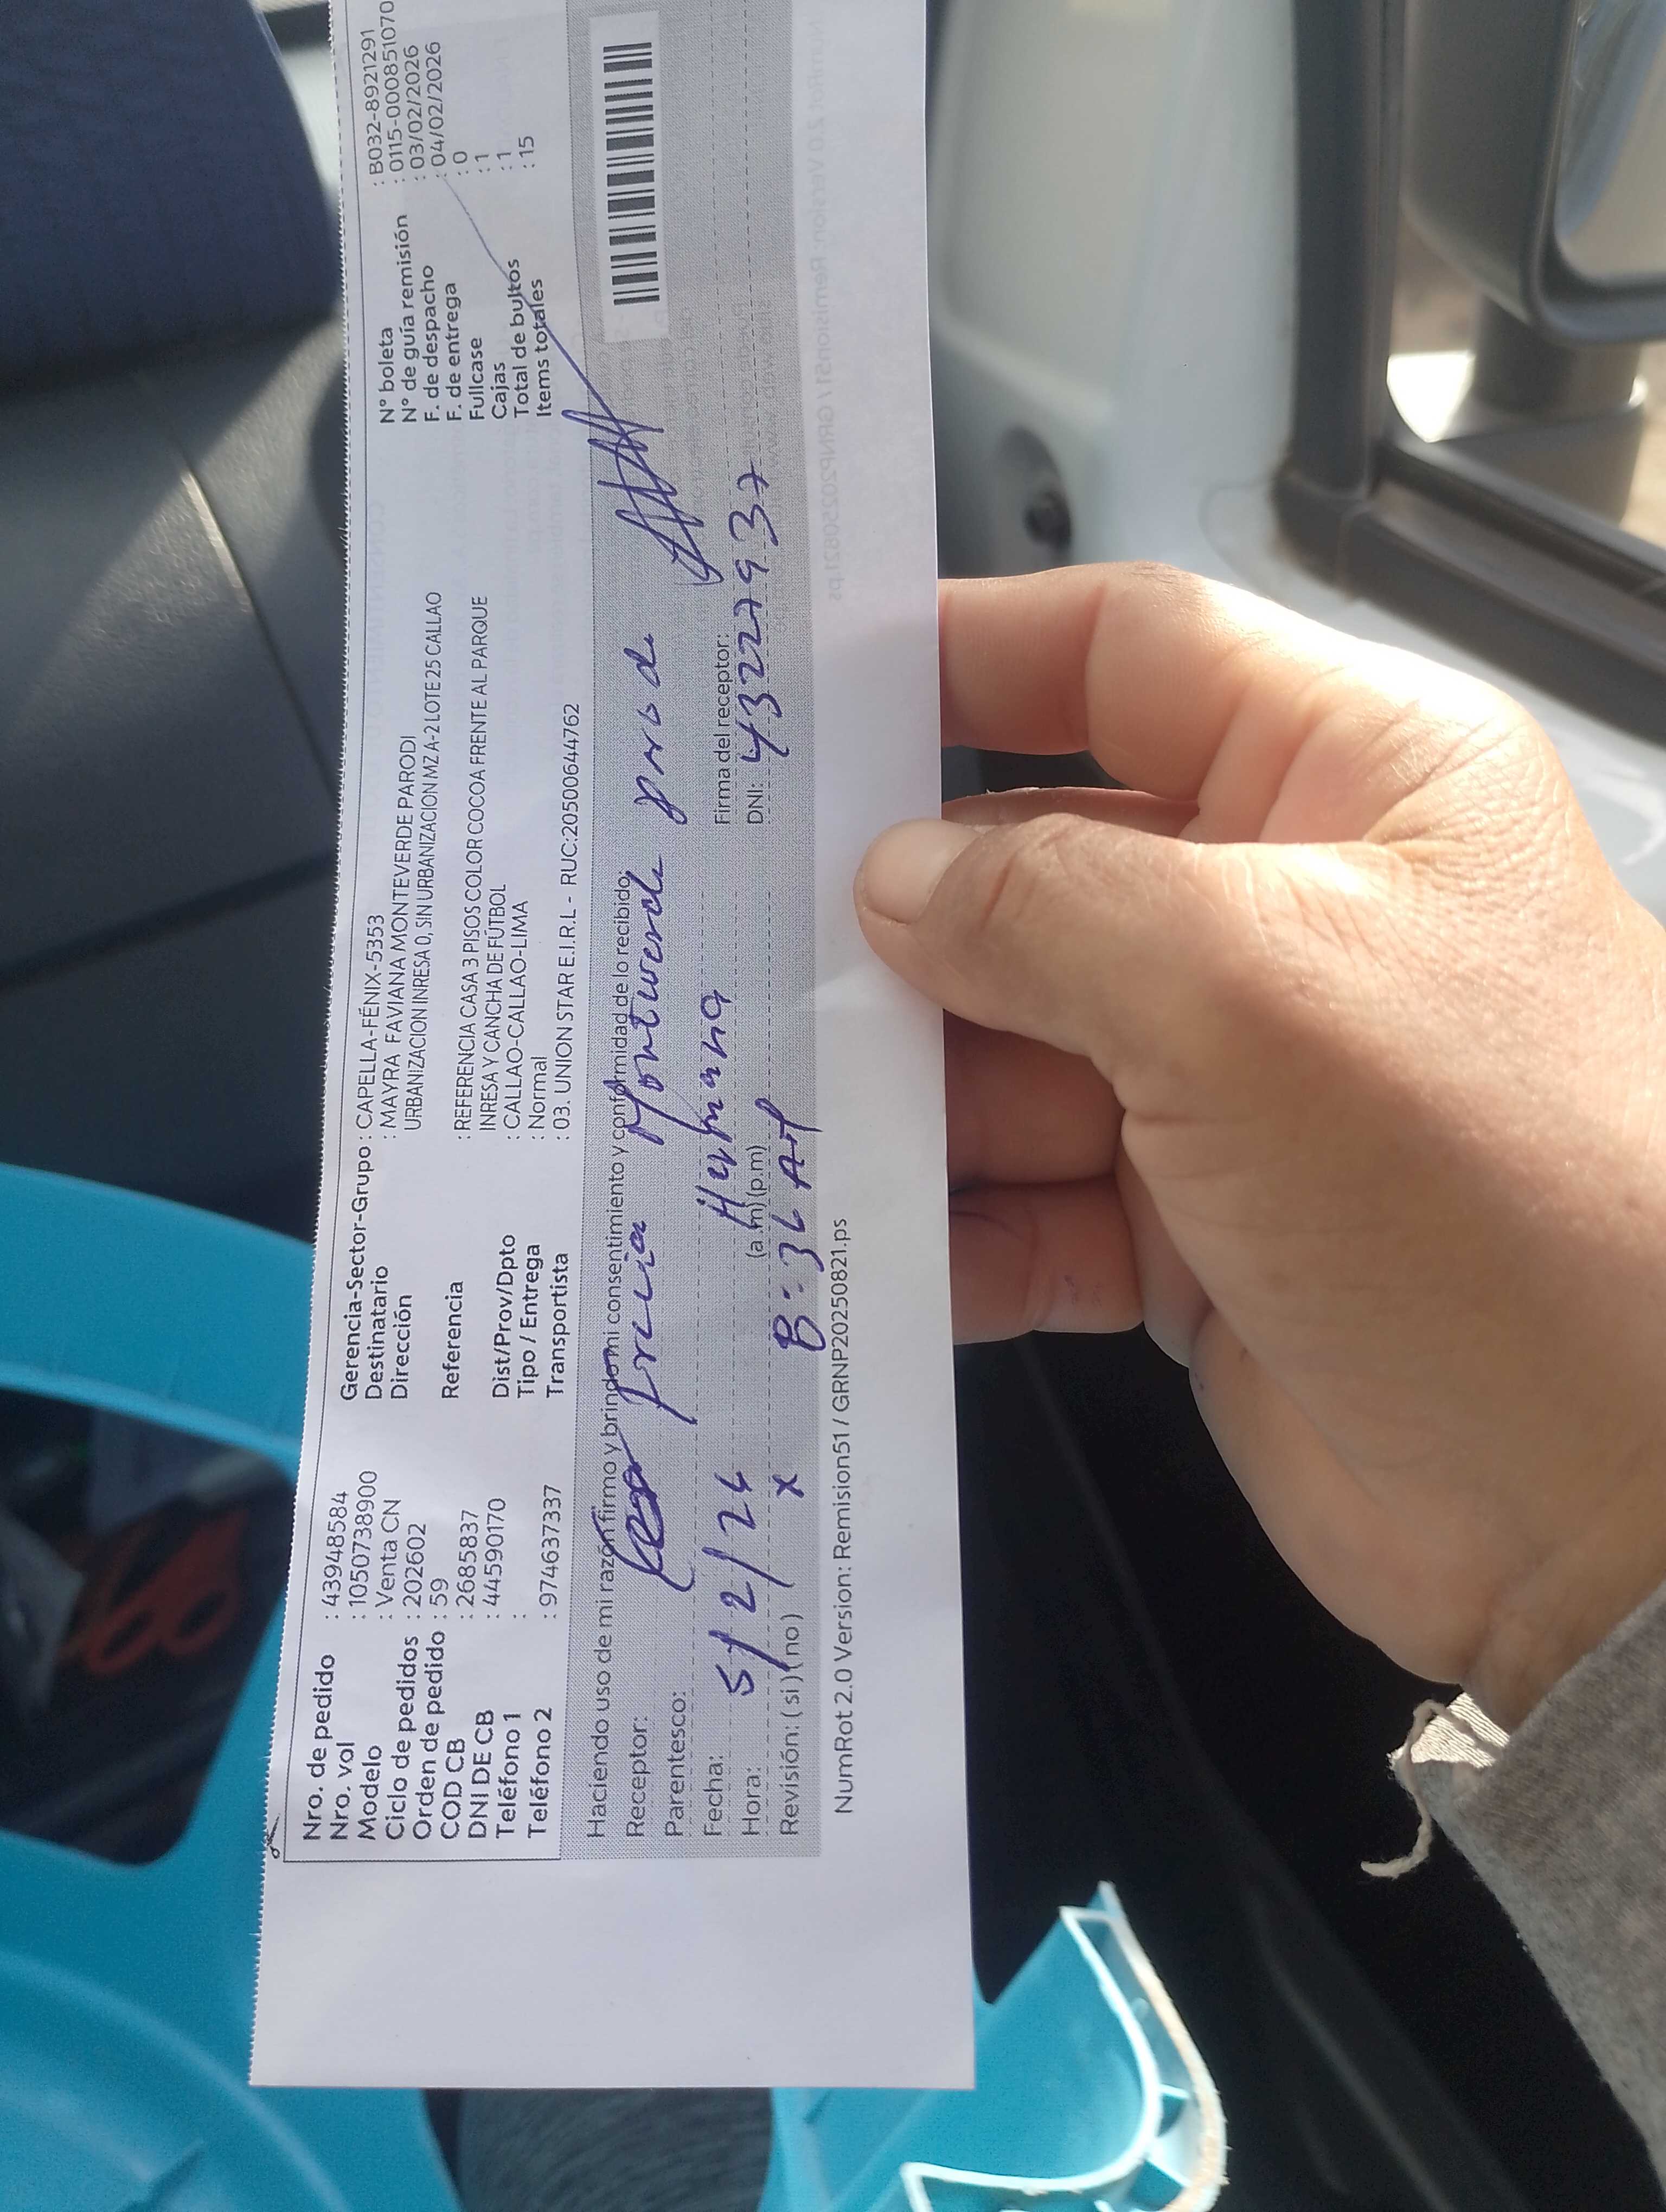 Nro. de pedido : 43948584
Nro. vol : 1050738900
Modelo : Venta CN
Ciclo de pedidos : 202602
Orden de pedido : 59
COD CB : 2685837
DNI DE CB : 44590170
Teléfono 1 :
Teléfono 2 : 974637337
Gerencia-Sector-Grupo : CAPELLA-FÉNIX-5353
Destinatario : MAYRA FAVIANA MONTEVERDE PARODI
Dirección URBANIZACION INRESA 0, SIN URBANIZACION MZ A-2 LOTE 25 CALLAO
Referencia : REFERENCIA CASA 3 PISOS COLOR COCOA FRENTE AL PARQUE
INRESA Y CANCHA DE FÚTBOL
Dist/Prov/Dpto : CALLAO-CALLAO-LIMA
Tipo / Entrega : Normal
Transportista : 03. UNION STAR E.I.R.L - RUC:20500644762
N° boleta : B032-8921291
N° de guía remisión : 0115-000851070
F. de despacho : 03/02/2026
F. de entrega : 04/02/2026
Fullcase : 0
Cajas : 1
Total de bultos : 1
Items totales : 15
Haciendo uso de mi razón firmo y brindo mi consentimiento y conformidad de lo recibido
Receptor: Monteverde
Parentesco: Hermana
Fecha: 5/2/26
Hora: (a.m) (p.m)
Revisión: (si) (no) x
Firma del receptor:
DNI: 43227937
NumRot 2.0 Version: Remision51 / GRNP20250821.ps